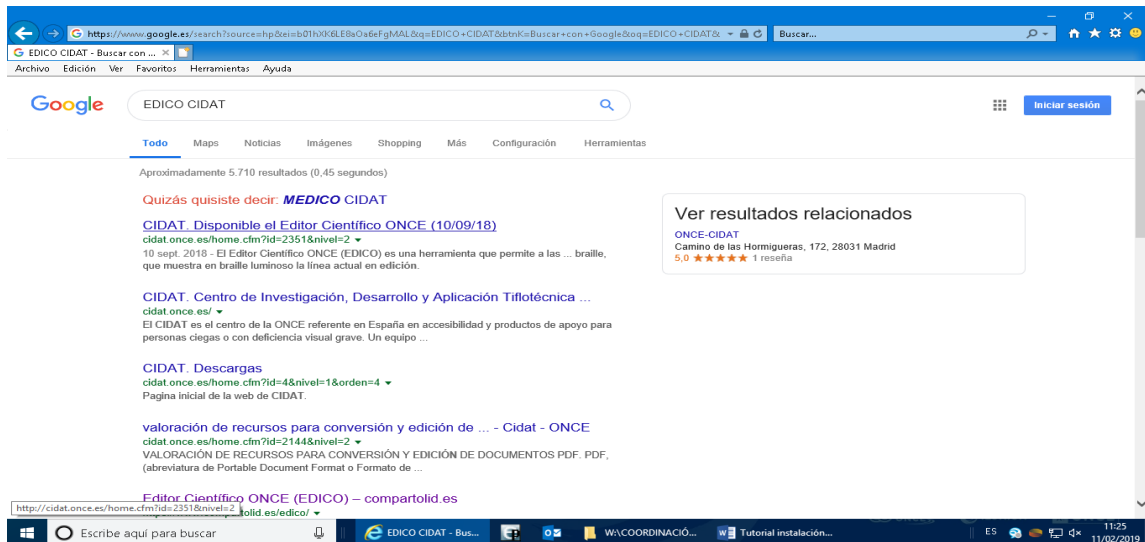 https://www.google.es/search?source=hp&ei=b01hXK6LE8aOa6eFgMAL&q=EDICO+CIDAT&btnK=Buscar+con+Google&oq=EDICO+CIDAT&
Buscar...
EDICO CIDAT - Buscar con ...
Archivo Edición Ver Favoritos Herramientas Ayuda
Google
EDICO CIDAT
Iniciar sesión
Todo Maps Noticias Imágenes Shopping Más Configuración Herramientas
Aproximadamente 5.710 resultados (0,45 segundos)
Quizás quisiste decir: MEDICO CIDAT
CIDAT. Disponible el Editor Científico ONCE (10/09/18)
cidat.once.es/home.cfm?id=2351&nivel=2
10 sept. 2018 - El Editor Científico ONCE (EDICO) es una herramienta que permite a las ... braille,
que muestra en braille luminoso la línea actual en edición.
CIDAT. Centro de Investigación, Desarrollo y Aplicación Tiflotécnica ...
cidat.once.es/
El CIDAT es el centro de la ONCE referente en España en accesibilidad y productos de apoyo para
personas ciegas o con deficiencia visual grave. Un equipo ...
CIDAT. Descargas
cidat.once.es/home.cfm?id=4&nivel=1&orden=4
Pagina inicial de la web de CIDAT.
valoración de recursos para conversión y edición de ... - Cidat - ONCE
cidat.once.es/home.cfm?id=2144&nivel=2
VALORACIÓN DE RECURSOS PARA CONVERSIÓN Y EDICIÓN DE DOCUMENTOS PDF. PDF,
(abreviatura de Portable Document Format o Formato de ...
Editor Científico ONCE (EDICO) – compartolid.es
Ver resultados relacionados
ONCE-CIDAT
Camino de las Hormigueras, 172, 28031 Madrid
5,0 ★★★★★ 1 reseña
http://cidat.once.es/home.cfm?id=2351&nivel=2
tolid.es/edico/
Escribe aquí para buscar
EDICO CIDAT - Bus...
W:\COORDINACIÓ...
Tutorial instalación...
ES
11:25
11/02/2019